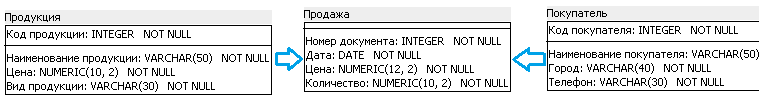 Продукция
Код продукции: INTEGER NOT NULL
Наименование продукции: VARCHAR(50) NOT NULL
Цена: NUMERIC(10, 2) NOT NULL
Вид продукции: VARCHAR(30) NOT NULL
Продажа
Номер документа: INTEGER NOT NULL
Дата: DATE NOT NULL
Цена: NUMERIC(12, 2) NOT NULL
Количество: NUMERIC(10, 2) NOT NULL
Покупатель
Код покупателя: INTEGER NOT NULL
Наименование покупателя: VARCHAR(50)
Город: VARCHAR(40) NOT NULL
Телефон: VARCHAR(30) NOT NULL